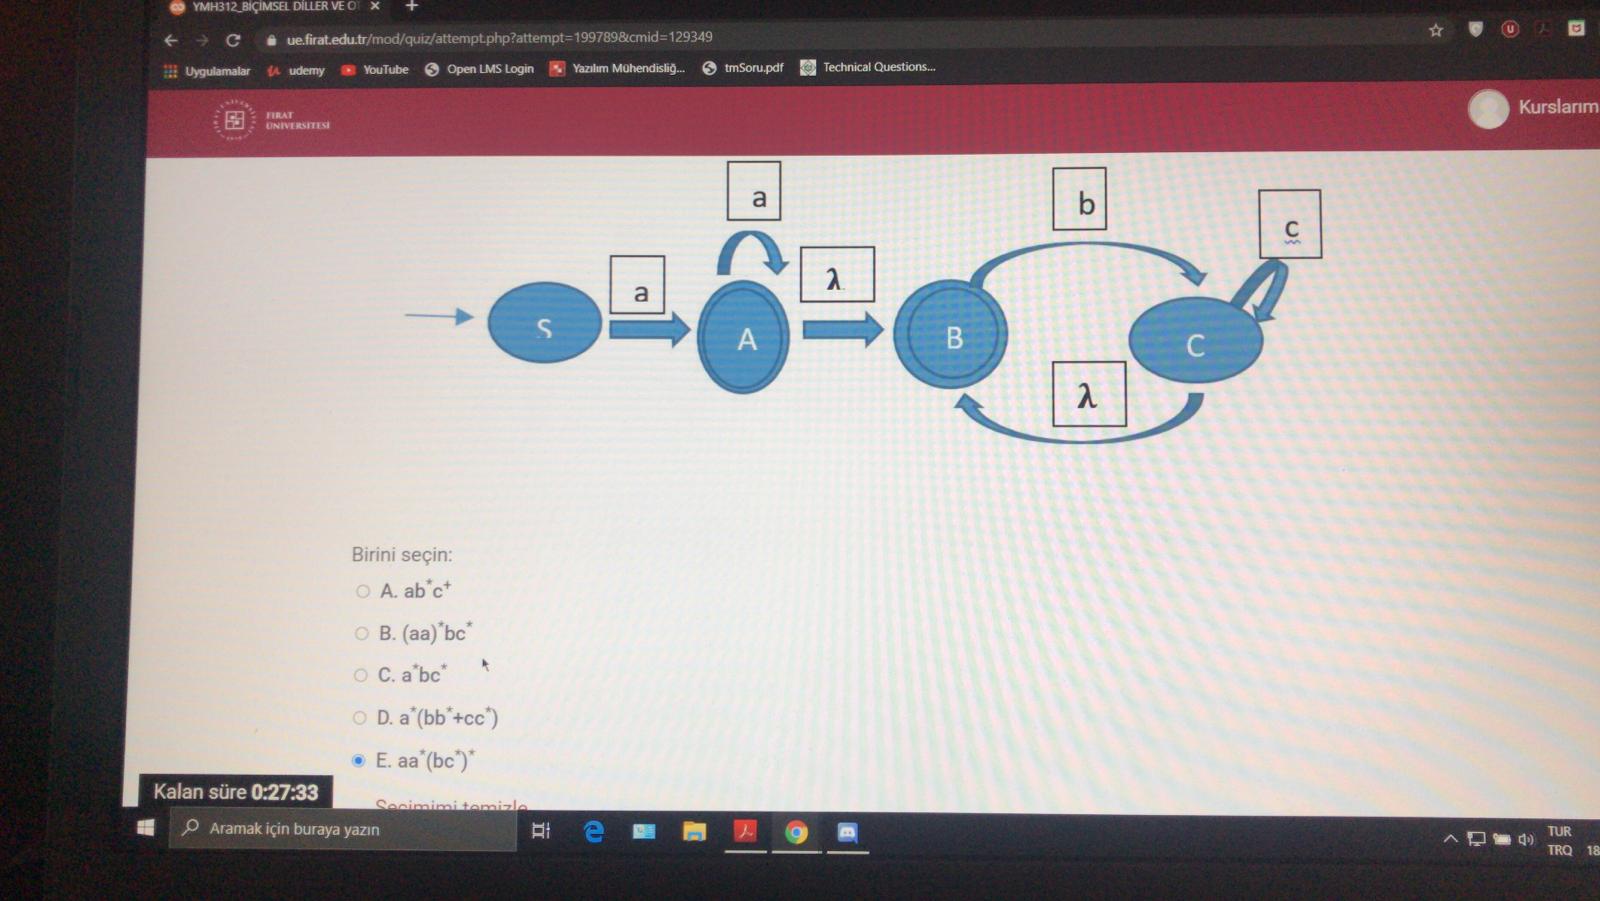 YMH312_BİÇİMSEL DİLLER VE OT
ue.firat.edu.tr/mod/quiz/attempt.php?attempt=199789&cmid=129349
Uygulamalar udemy YouTube Open LMS Login Yazılım Mühendisliğ... tmSoru.pdf Technical Questions...
FIRAT
ÜNİVERSİTESİ
Kurslarım
a
b
c
a
λ
S
A
B
C
λ
Birini seçin:
A. ab*c+
B. (aa)*bc*
C. a*bc*
D. a*(bb*+cc*)
E. aa*(bc*)*
Kalan süre 0:27:33
Seçimimi temizle
Aramak için buraya yazın
TUR
TRQ
18